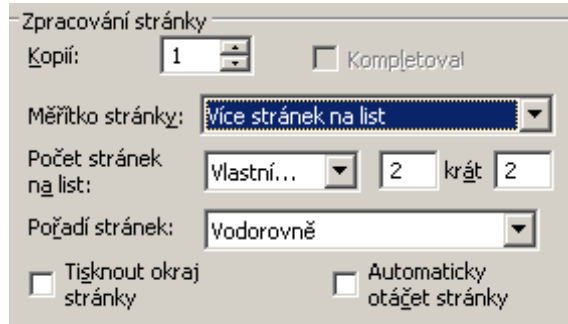 Zpracování stránky
Kopií: 1 Kompletoval
Měřítko stránky: Více stránek na list
Počet stránek
na list: Vlastní... 2 krát 2
Pořadí stránek: Vodorovně
Tisknout okraj
stránky
Automaticky
otáčet stránky